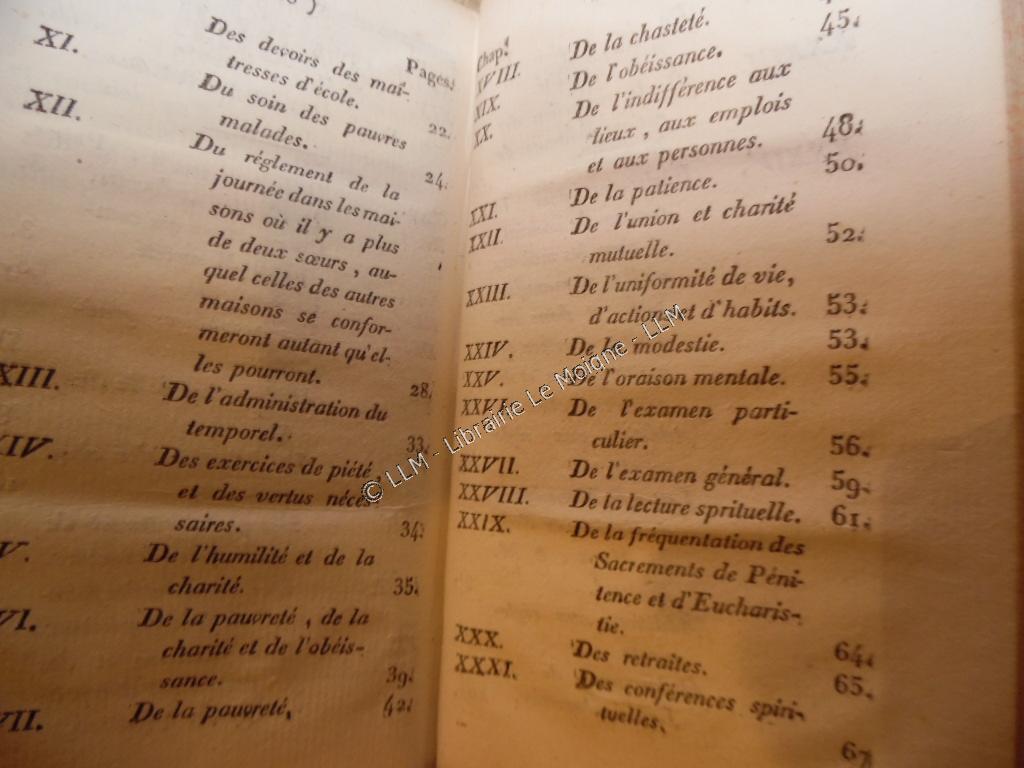 Pages.
XI. Des devoirs des maî-
tresses d'école. 22.
XII. Du soin des pauvres
malades. 24.
Du réglement de la
journée dans les mai-
sons où il y a plus
de deux sœurs, au-
quel celles des autres
maisons se confor-
meront autant qu'el-
les pourront. 28.
XIII. De l'administration du
temporel. 33.
XIV. Des exercices de piété,
et des vertus néces-
saires. 34.
V. De l'humilité et de la
charité. 35.
VI. De la pauvreté, de la
charité et de l'obéis-
sance. 39.
VII. De la pauvreté, 42.
Chap.
XVIII. De la chasteté. 45.
XIX. De l'obéissance.
XX. De l'indifférence aux
lieux, aux emplois
et aux personnes. 48.
XXI. De la patience. 50.
XXII. De l'union et charité
mutuelle. 52.
XXIII. De l'uniformité de vie,
d'actions et d'habits. 53.
XXIV. De la modestie. 53.
XXV. De l'oraison mentale. 55.
XXVI. De l'examen parti-
culier. 56.
XXVII. De l'examen général. 59.
XXVIII. De la lecture sprituelle. 61.
XXIX. De la fréquentation des
Sacrements de Péni-
tence et d'Eucharis-
tie. 64.
XXX. Des retraites. 65.
XXXI. Des conférences spiri-
tuelles. 67.
© LLM - Librairie Le Moigne - LLM